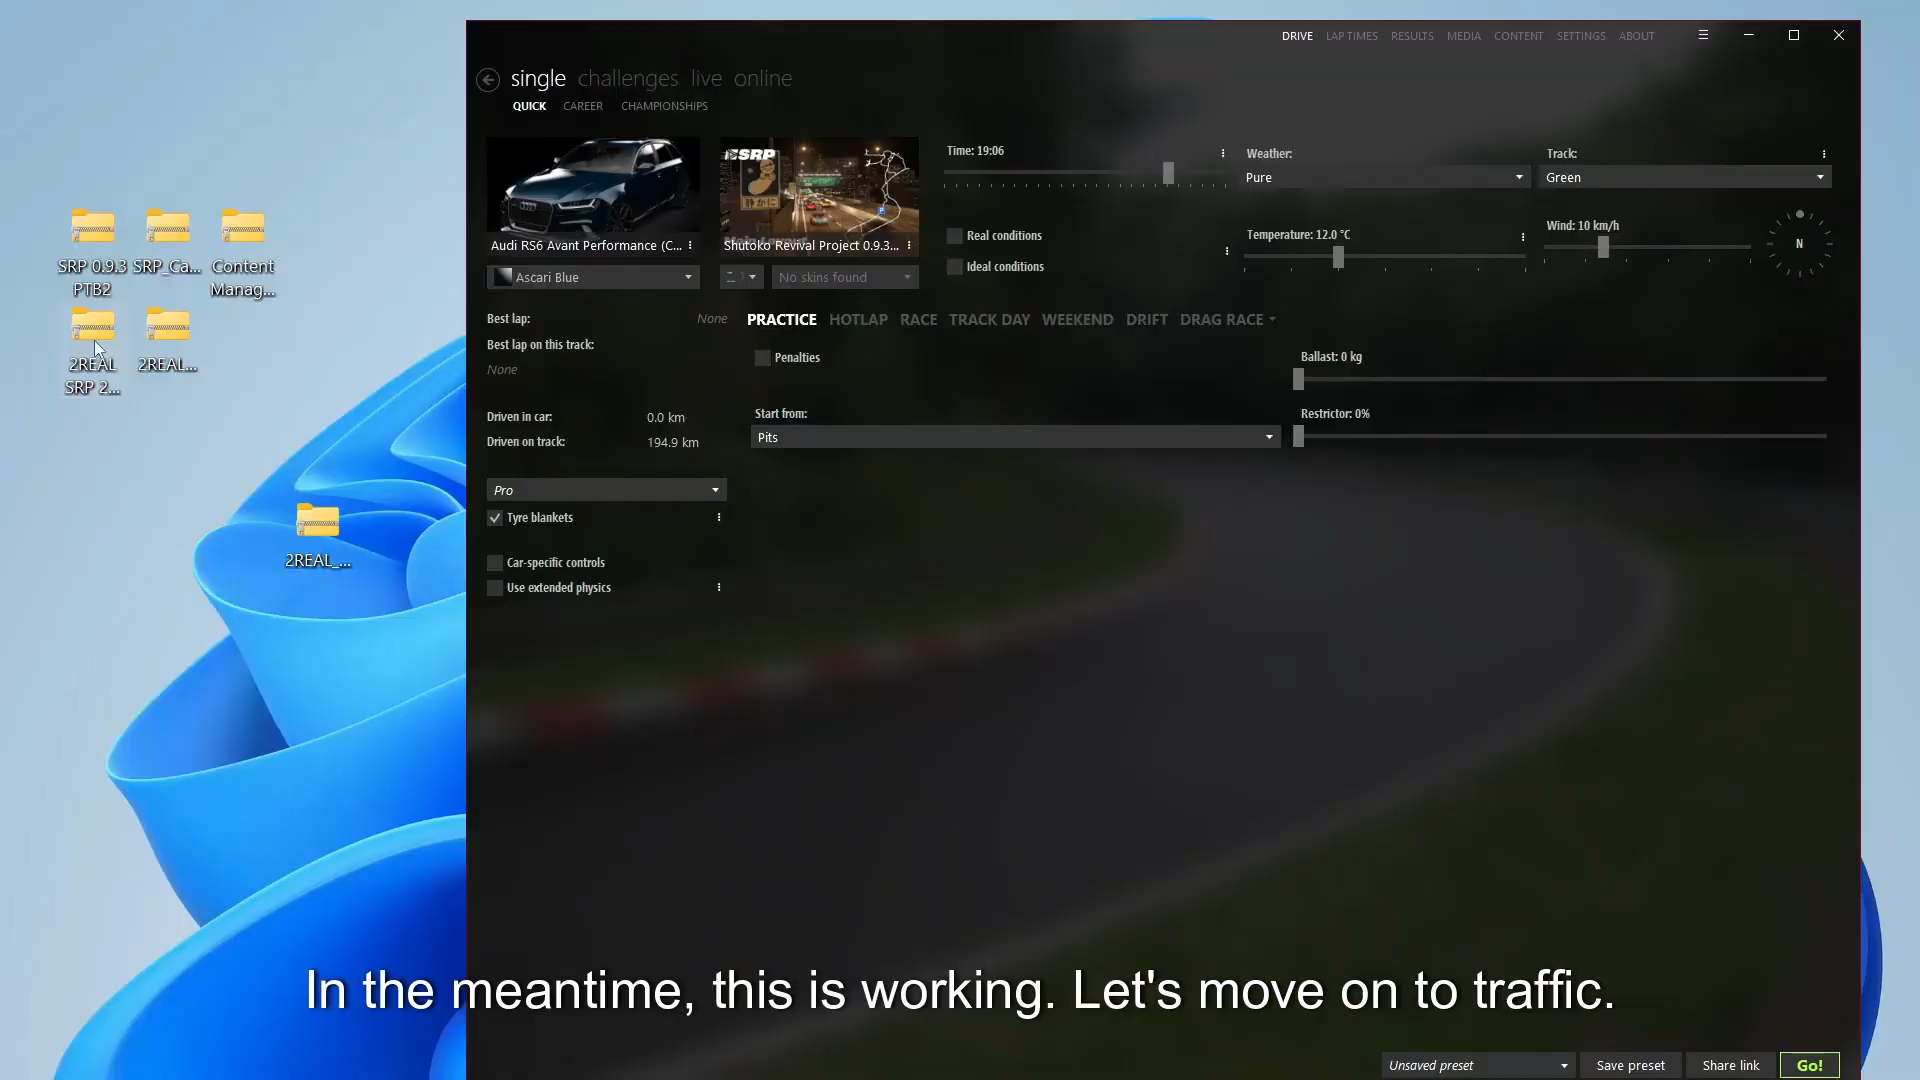 DRIVE LAP TIMES RESULTS MEDIA CONTENT SETTINGS ABOUT
single challenges live online
QUICK CAREER CHAMPIONSHIPS
SRP
静かに
Audi RS6 Avant Performance (C...
Shutoko Revival Project 0.9.3...
Ascari Blue
No skins found
Time: 19:06
Real conditions
Ideal conditions
Weather:
Pure
Temperature: 12.0 °C
Track:
Green
Wind: 10 km/h
N
SRP 0.9.3
PTB2
SRP_Ca...
Content
Manag...
2REAL
SRP 2...
2REAL...
2REAL_...
Best lap: None
Best lap on this track:
None
Driven in car: 0.0 km
Driven on track: 194.9 km
PRACTICE HOTLAP RACE TRACK DAY WEEKEND DRIFT DRAG RACE
Penalties
Ballast: 0 kg
Start from:
Pits
Restrictor: 0%
Pro
Tyre blankets
Car-specific controls
Use extended physics
In the meantime, this is working. Let's move on to traffic.
Unsaved preset
Save preset
Share link
Go!